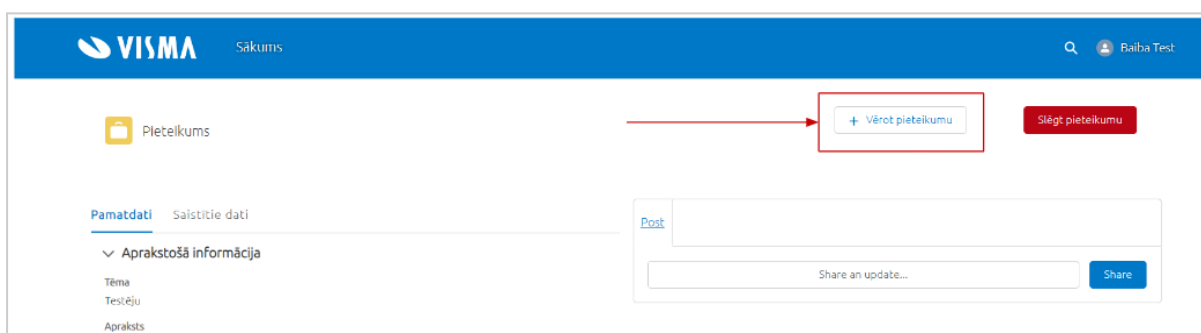 VISMA Sākums Baiba Test
Pieteikums
+ Vērot pieteikumu
Slēgt pieteikumu
Pamatdati Saistītie dati
Aprakstošā informācija
Tēma
Testēju
Apraksts
Post
Share an update...
Share